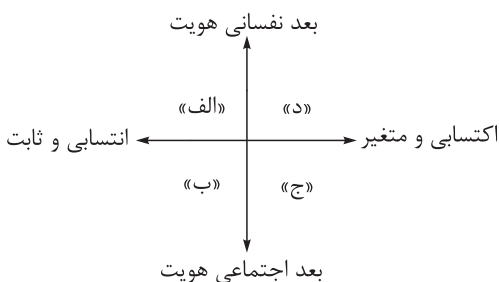 بعد نفسانی هویت
«الف» «د»
انتسابی و ثابت اکتسابی و متغیر
«ب» «ج»
بعد اجتماعی هویت